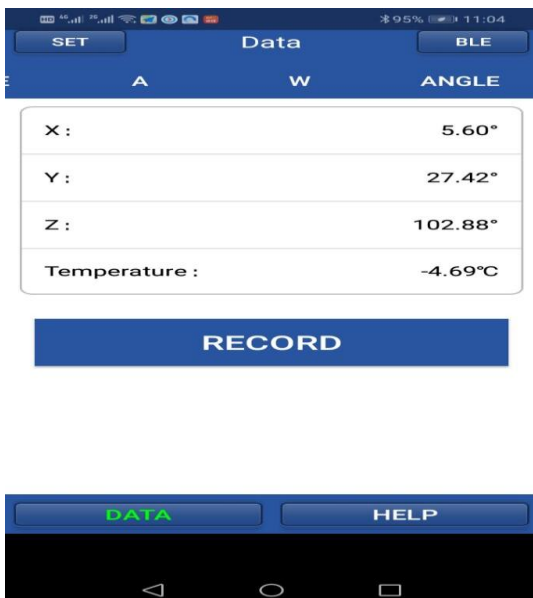 95% 11:04
SET Data BLE
E A W ANGLE
X: 5.60°
Y: 27.42°
Z: 102.88°
Temperature: -4.69℃
RECORD
DATA HELP